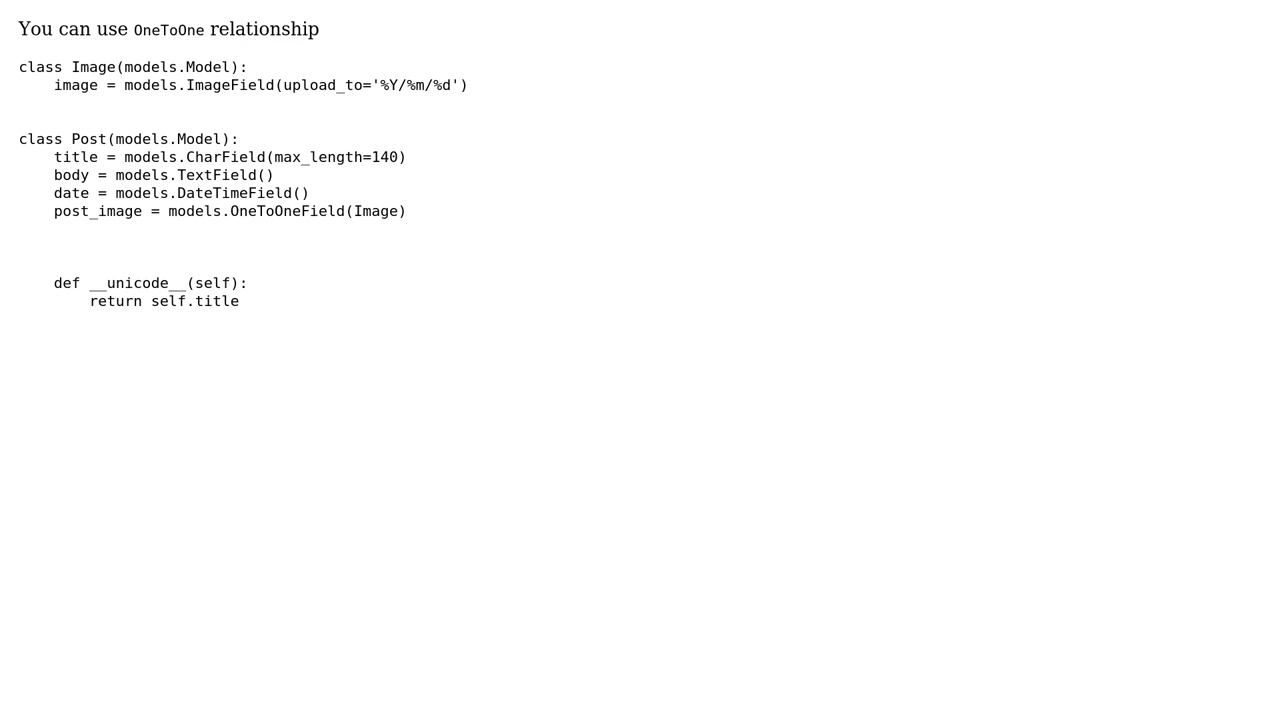 You can use OneToOne relationship
class Image(models.Model):
    image = models.ImageField(upload_to='%Y/%m/%d')
class Post(models.Model):
    title = models.CharField(max_length=140)
    body = models.TextField()
    date = models.DateTimeField()
    post_image = models.OneToOneField(Image)
    def __unicode__(self):
        return self.title